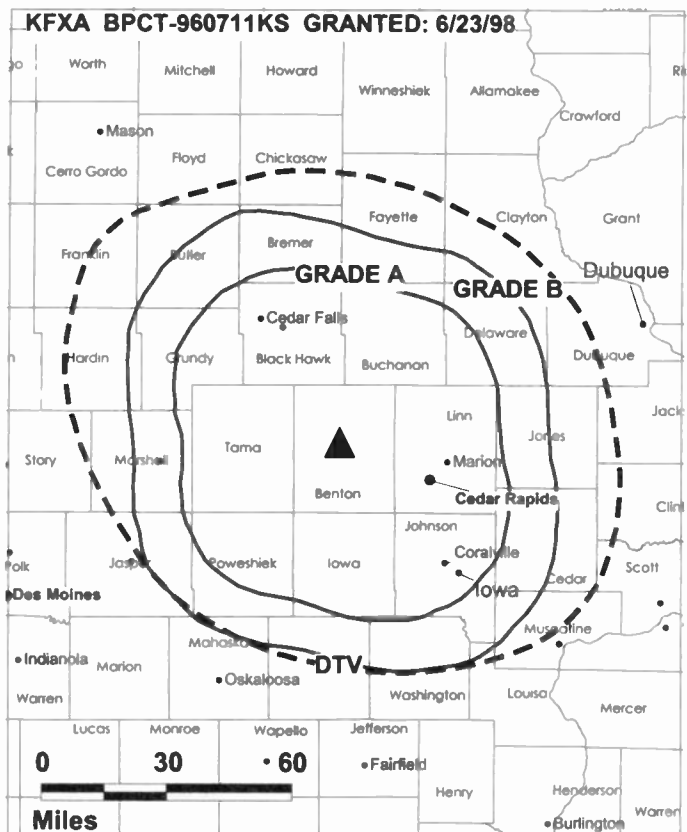 KFXA BPCT-960711KS GRANTED: 6/23/98
go
Worth
Mitchell
Howard
Winneshiek
Allamakee
Crawford
Ri
Mason
Cerro Gordo
Floyd
Chickasaw
Fayette
Clayton
Grant
Franklin
Butler
Bremer
Dubuque
GRADE A
GRADE B
Cedar Falls
Black Hawk
Buchanan
Delaware
Dubuque
Hardin
Grundy
Linn
Jack
Story
Marshall
Tama
Benton
Marion
Jones
Cedar Rapids
Clint
Johnson
Polk
Jasper
Poweshiek
Iowa
Coralville
Iowa
Cedar
Scott
Des Moines
Muscatine
Mahaska
DTV
Indianola
Marion
Oskaloosa
Washington
Louisa
Mercer
Warren
Lucas
Monroe
Wapello
Jefferson
0 30 60
Fairfield
Henry
Henderson
Warren
Miles
Burlington